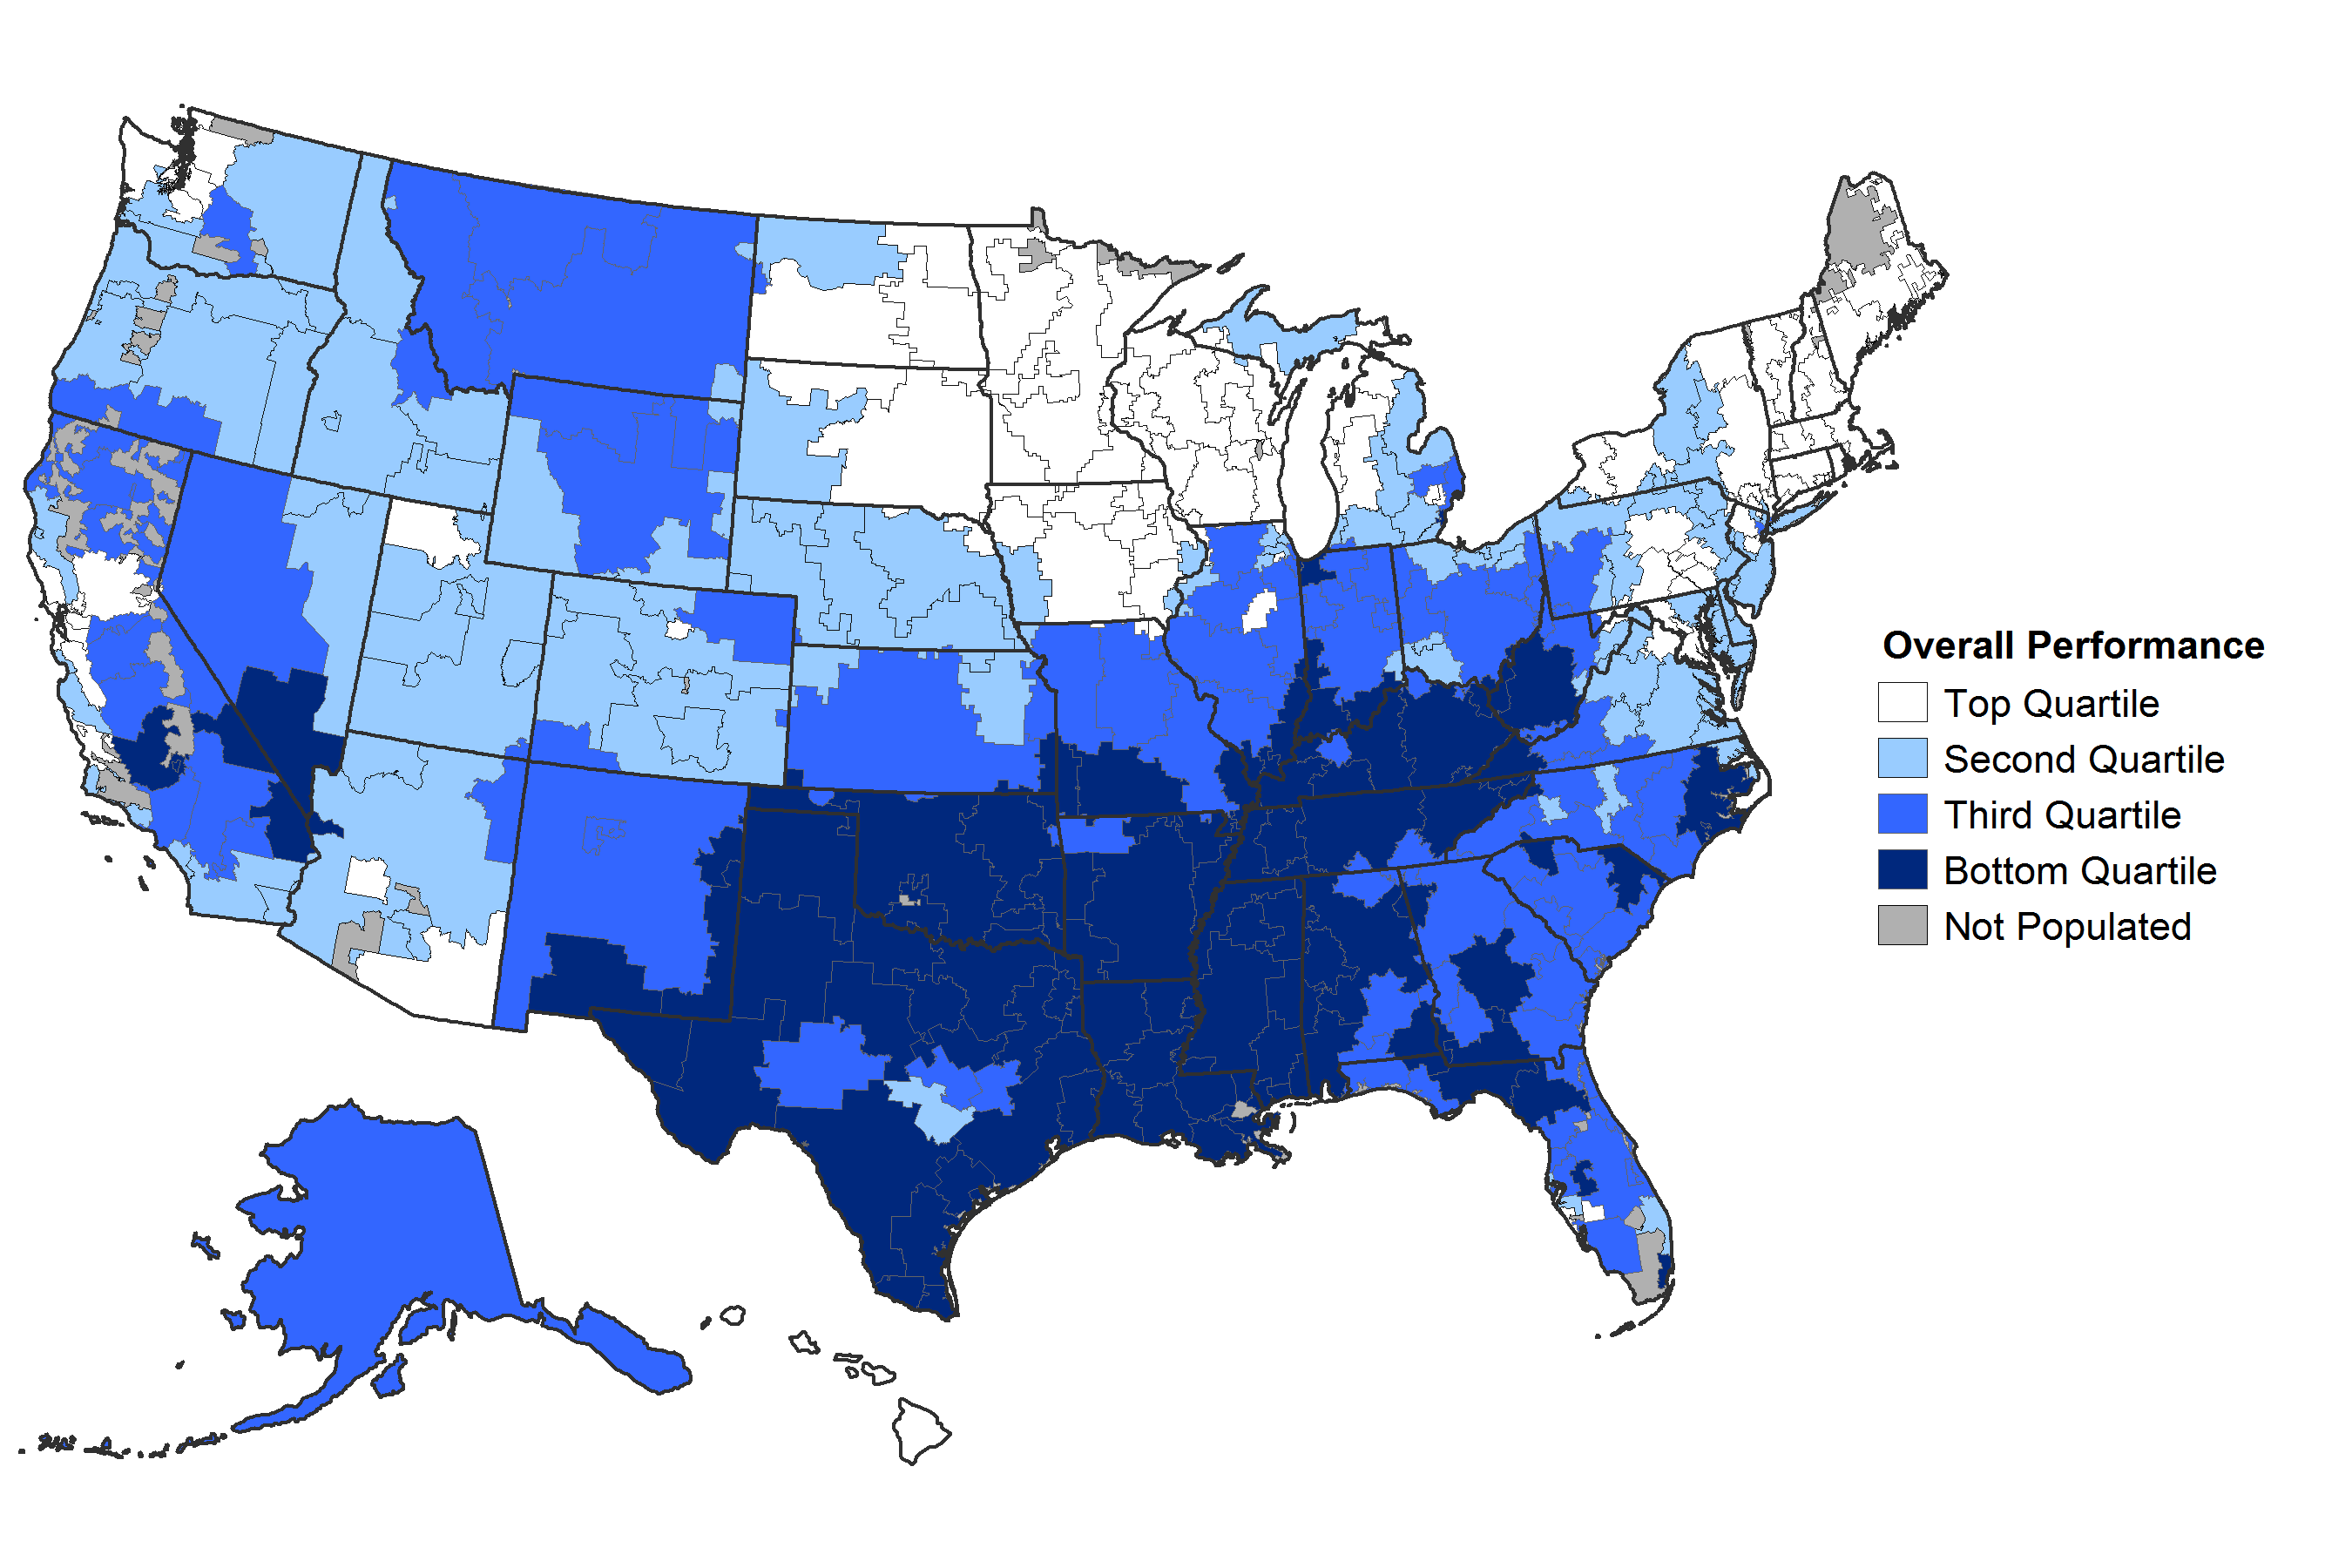 Overall Performance
Top Quartile
Second Quartile
Third Quartile
Bottom Quartile
Not Populated